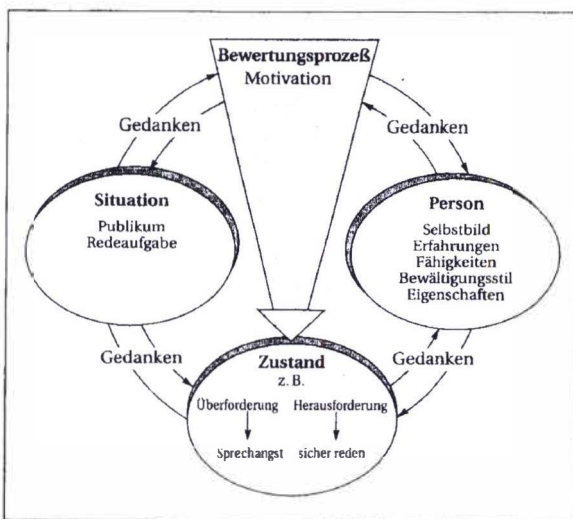 Bewertungsprozeß
Motivation
Gedanken
Gedanken
Situation
Publikum
Redeaufgabe
Person
Selbstbild
Erfahrungen
Fähigkeiten
Bewältigungsstil
Eigenschaften
Gedanken
Gedanken
Zustand
z. B.
Überforderung
Herausforderung
Sprechangst
sicher reden